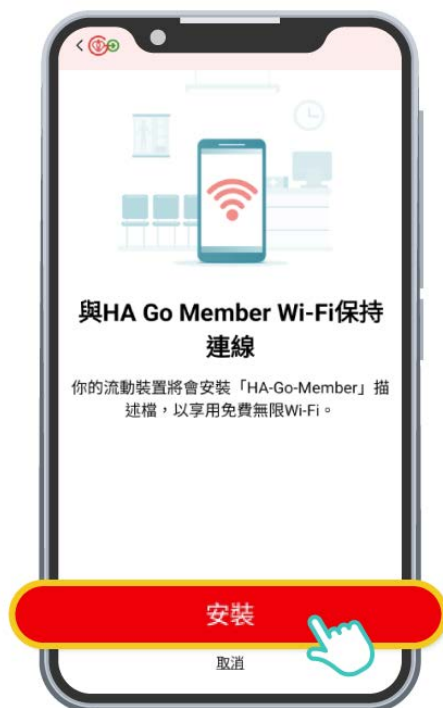 與HA Go Member Wi-Fi保持
連線
你的流動裝置將會安裝「HA-Go-Member」描
述檔，以享用免費無限Wi-Fi。
安裝
取消